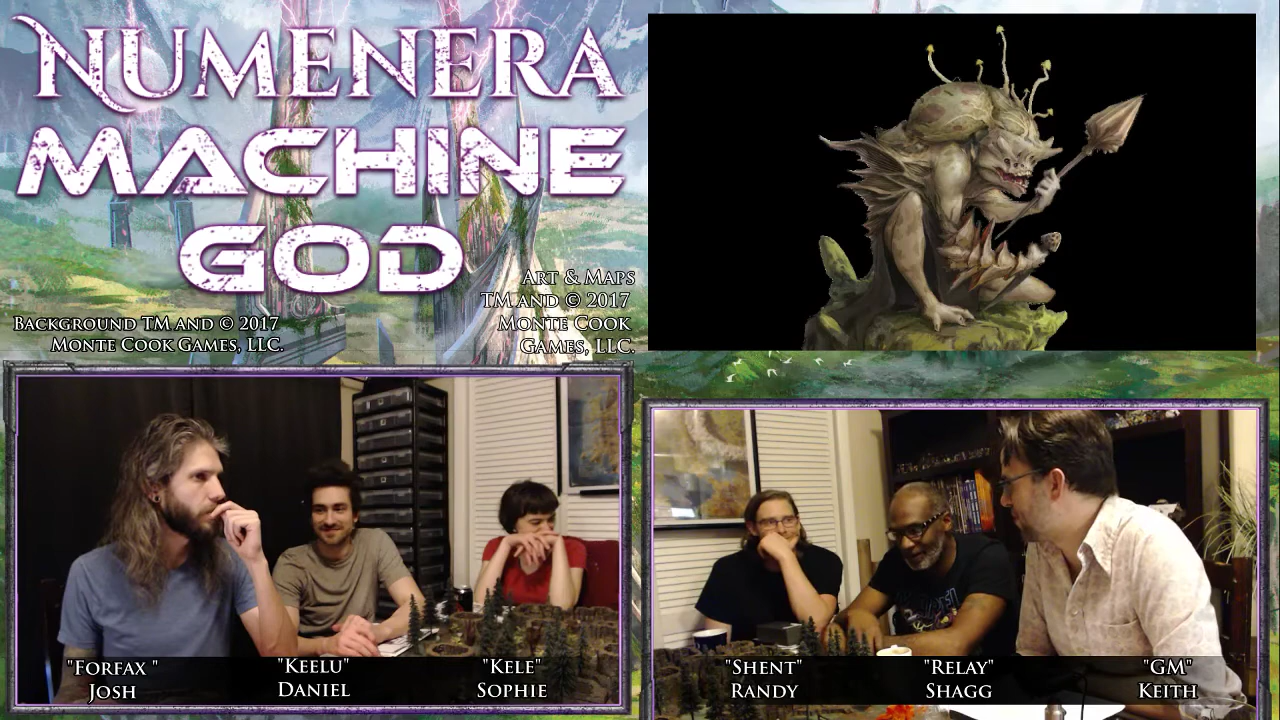 NUMENERA
MACHINE
GOD
ART & MAPS
TM AND © 2017
MONTE COOK
GAMES, LLC.
BACKGROUND TM AND © 2017
MONTE COOK GAMES, LLC.
"FORFAX "
JOSH
"KEELU"
DANIEL
"KELE"
SOPHIE
"SHENT"
RANDY
"RELAY"
SHAGG
"GM"
KEITH